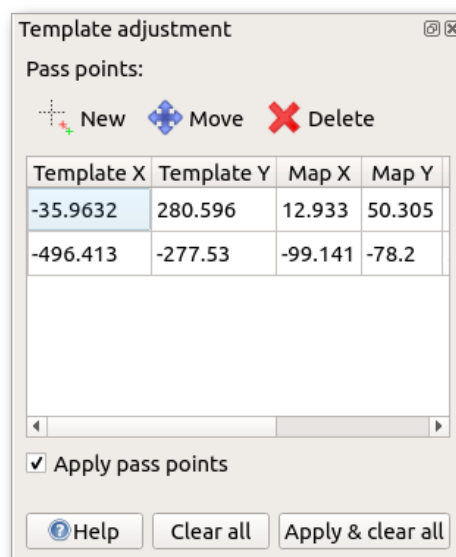 Template adjustment
Pass points:
New Move Delete
Template X Template Y Map X Map Y
-35.9632 280.596 12.933 50.305
-496.413 -277.53 -99.141 -78.2
Apply pass points
Help Clear all Apply & clear all